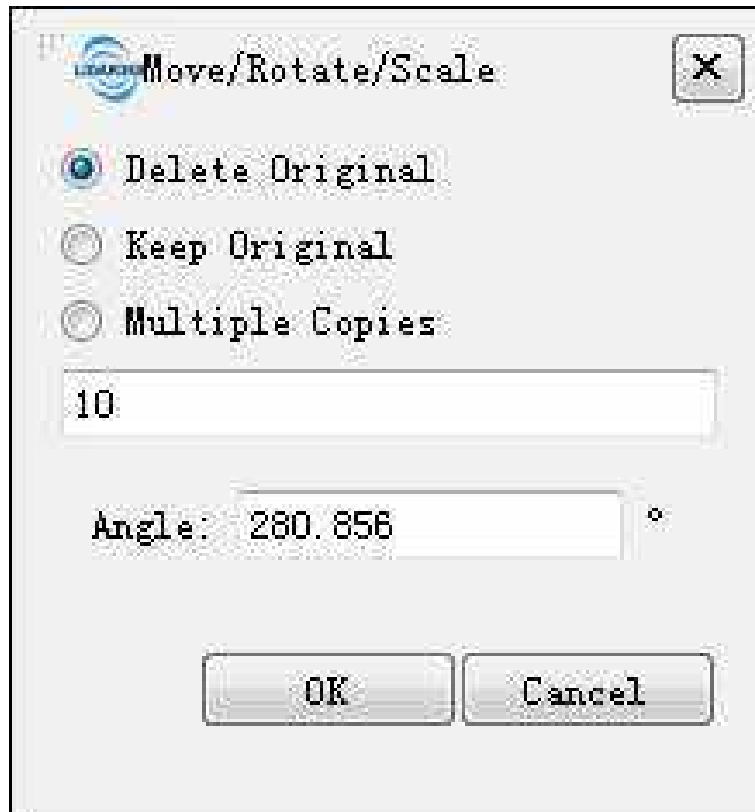 Move/Rotate/Scale
Delete Original
Keep Original
Multiple Copies
10
Angle: 280.856 °
OK Cancel